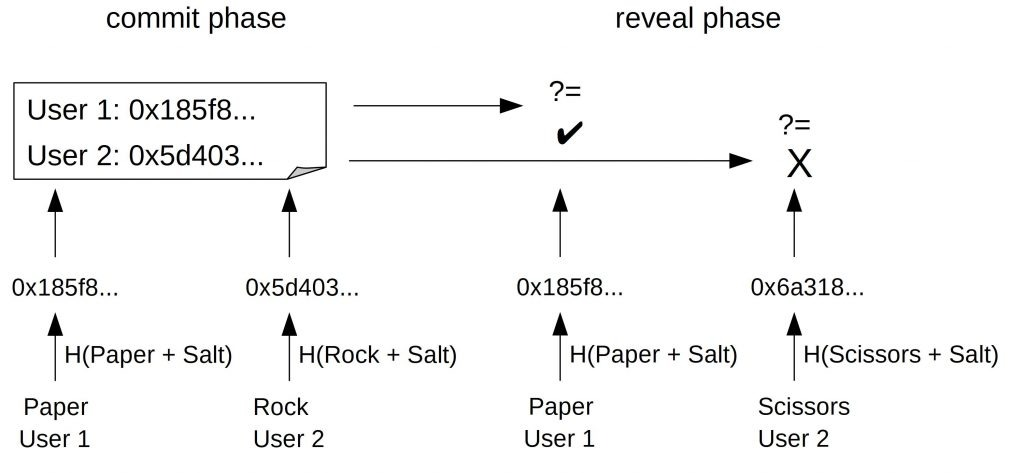 commit phase
reveal phase
User 1: 0x185f8...
User 2: 0x5d403...
?=
✔
?=
X
0x185f8...
0x5d403...
0x185f8...
0x6a318...
H(Paper + Salt)
H(Rock + Salt)
H(Paper + Salt)
H(Scissors + Salt)
Paper
User 1
Rock
User 2
Paper
User 1
Scissors
User 2